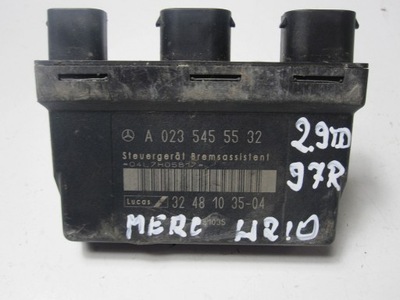 A 023 545 55 32
Steuergerät Bremsassistent
2.9TD
97R
Lucas 32 48 10 35-04
MERC W210